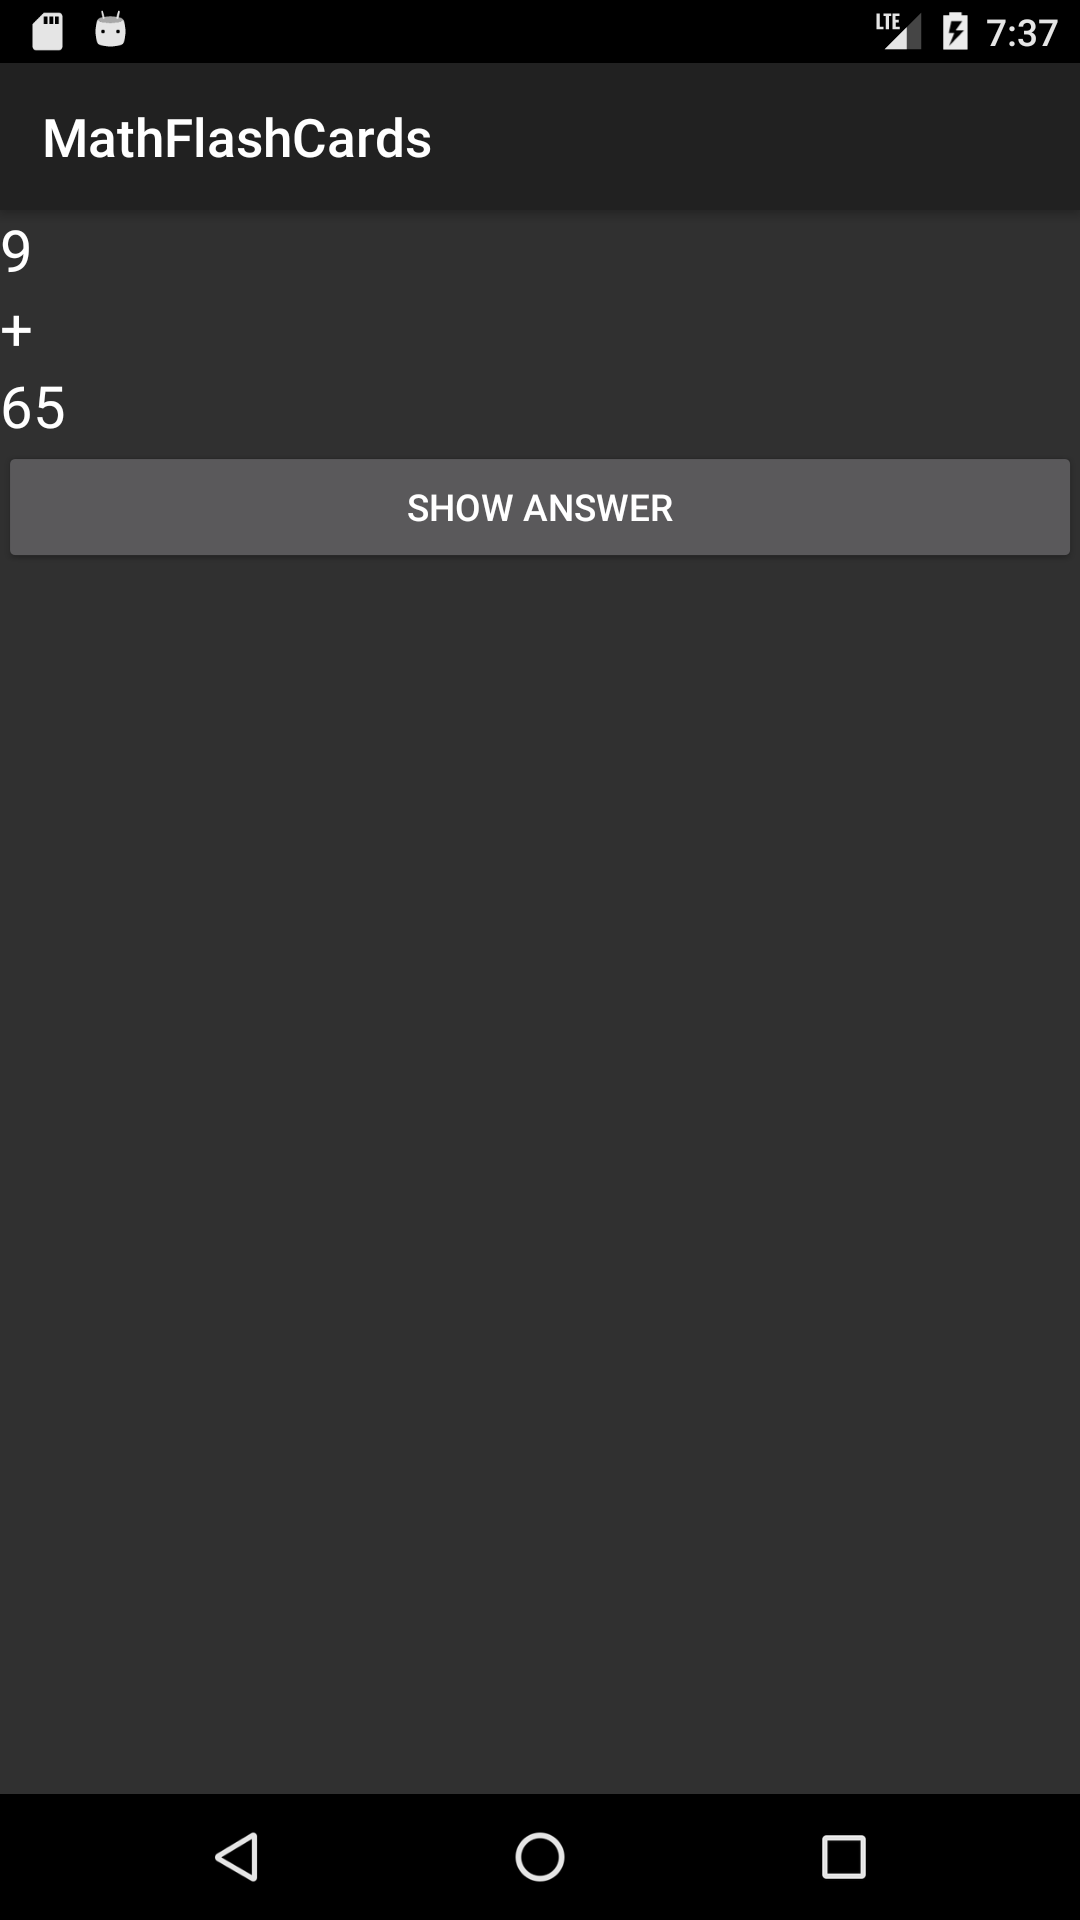 LTE 7:37
MathFlashCards
9
+
65
SHOW ANSWER